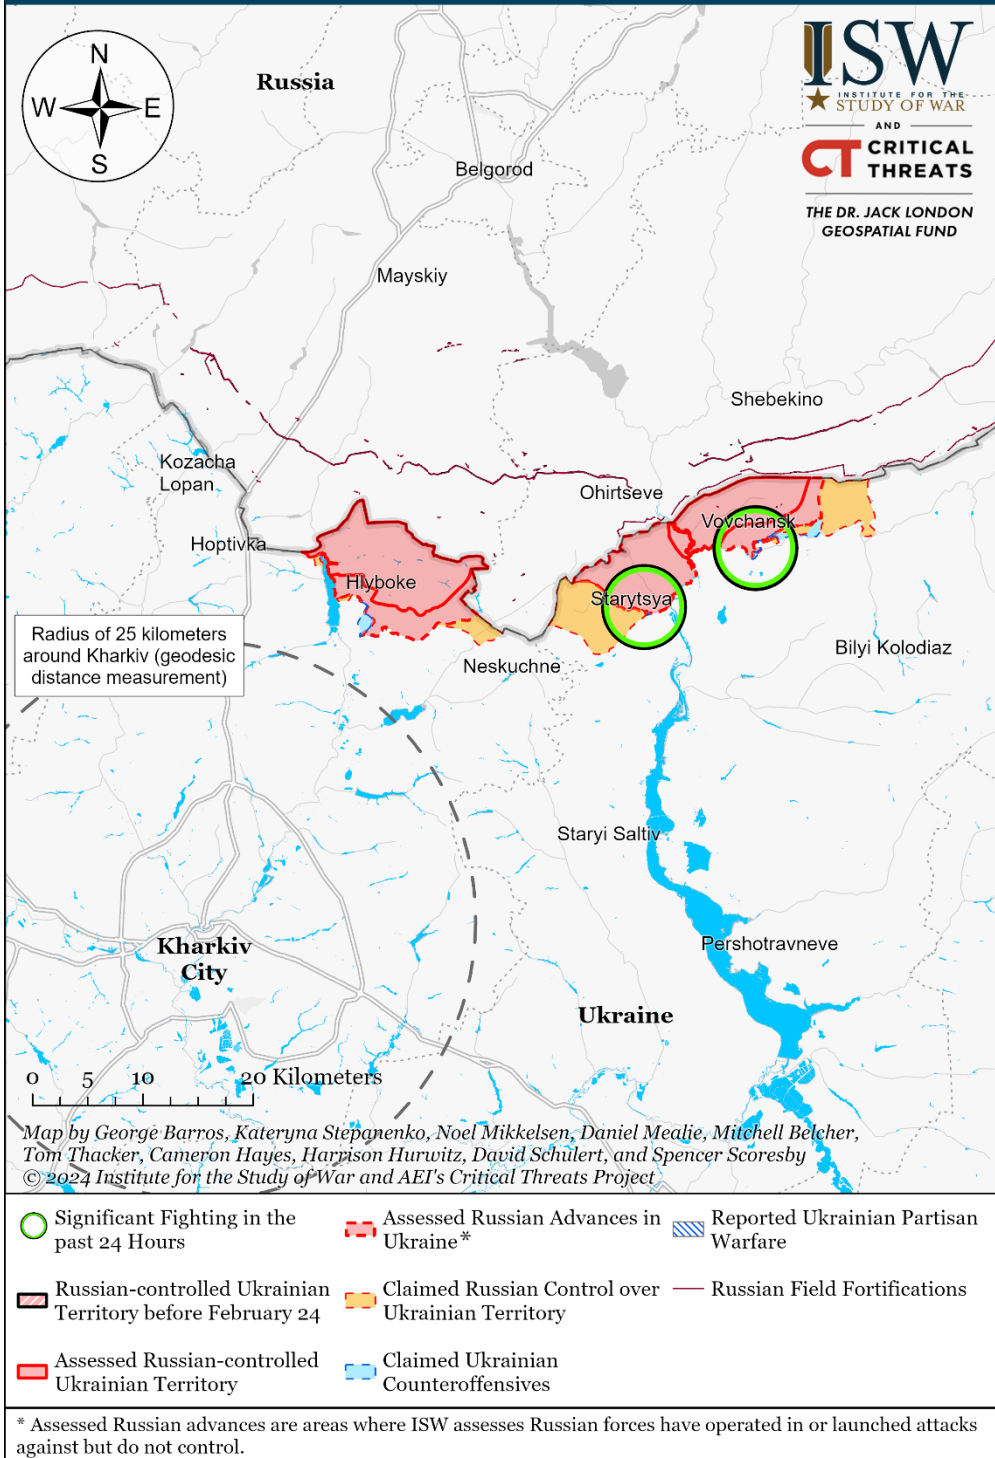 N
W
E
S
Russia
ISW
INSTITUTE FOR THE
STUDY OF WAR
AND
CT CRITICAL
THREATS
THE DR. JACK LONDON
GEOSPATIAL FUND
Belgorod
Mayskiy
Shebekino
Kozacha
Lopan
Ohirtseve
Vovchansk
Hoptivka
Hlyboke
Starytsya
Radius of 25 kilometers
around Kharkiv (geodesic
distance measurement)
Neskuchne
Bilyi Kolodiaz
Staryi Saltiv
Kharkiv
City
Pershotravneve
Ukraine
0 5 10 20 Kilometers
Map by George Barros, Kateryna Stepanenko, Noel Mikkelsen, Daniel Mealie, Mitchell Belcher,
Tom Thacker, Cameron Hayes, Harrison Hurwitz, David Schulert, and Spencer Scoresby
© 2024 Institute for the Study of War and AEI's Critical Threats Project
Significant Fighting in the
past 24 Hours
Russian-controlled Ukrainian
Territory before February 24
Assessed Russian-controlled
Ukrainian Territory
Assessed Russian Advances in
Ukraine*
Claimed Russian Control over
Ukrainian Territory
Claimed Ukrainian
Counteroffensives
Reported Ukrainian Partisan
Warfare
Russian Field Fortifications
* Assessed Russian advances are areas where ISW assesses Russian forces have operated in or launched attacks
against but do not control.